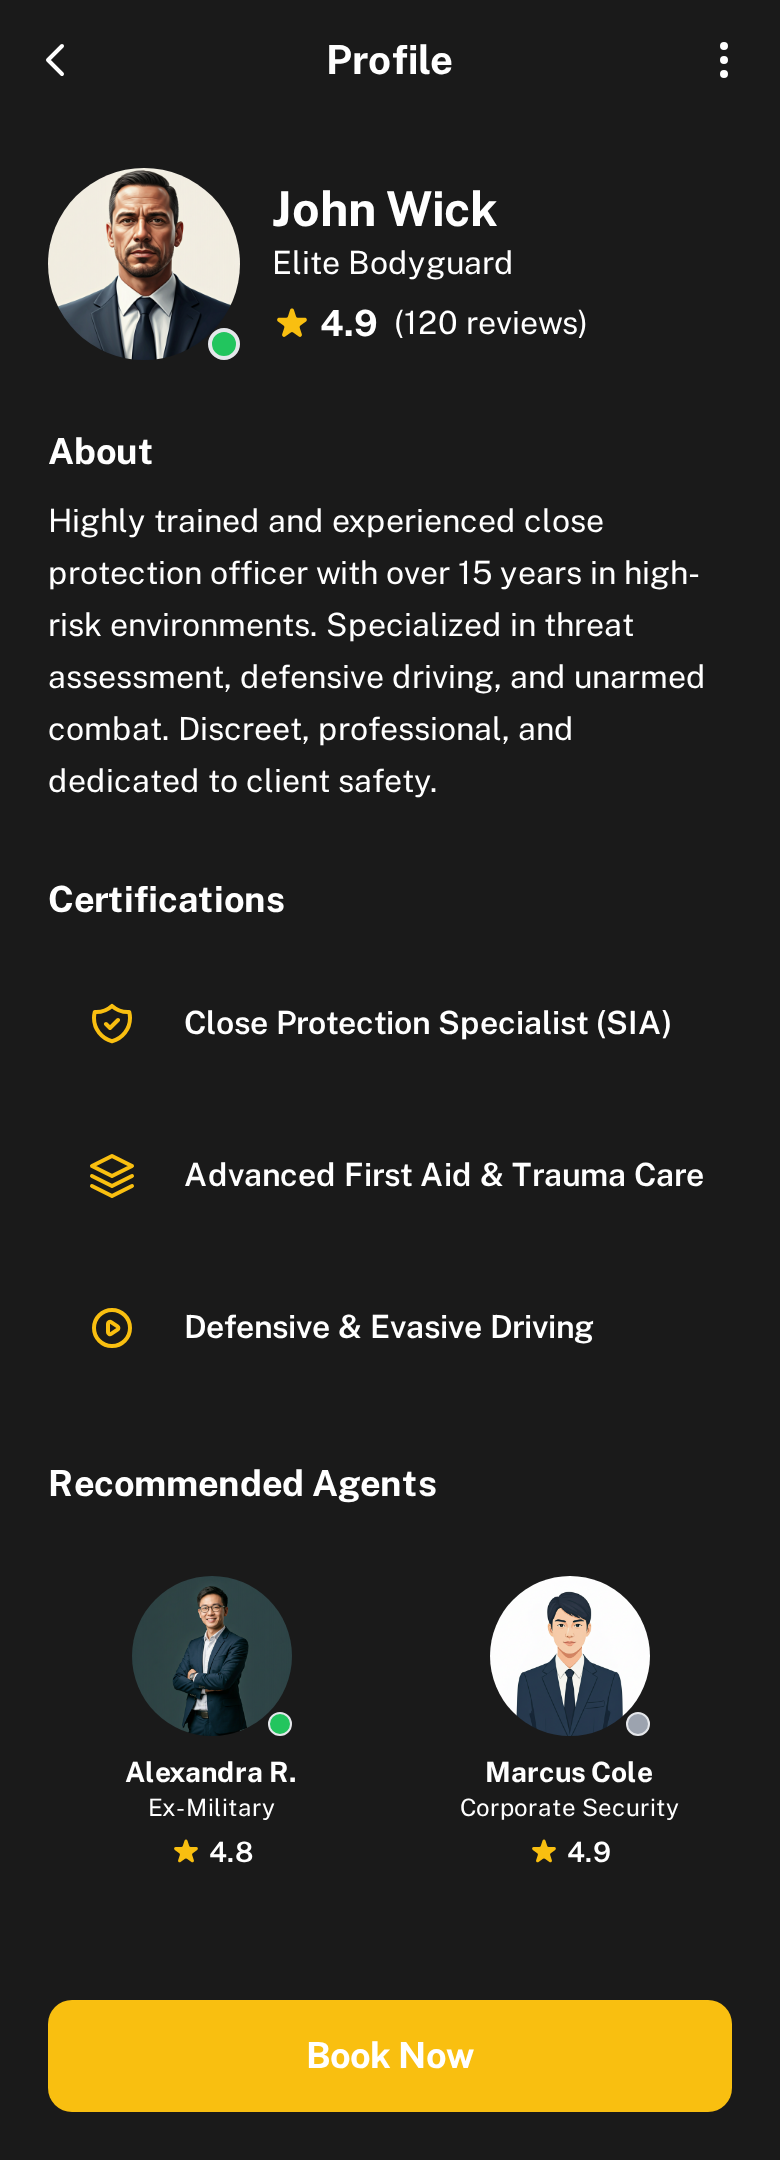 Profile
John Wick
Elite Bodyguard
4.9 (120 reviews)
About
Highly trained and experienced close
protection officer with over 15 years in high-
risk environments. Specialized in threat
assessment, defensive driving, and unarmed
combat. Discreet, professional, and
dedicated to client safety.
Certifications
Close Protection Specialist (SIA)
Advanced First Aid & Trauma Care
Defensive & Evasive Driving
Recommended Agents
Alexandra R.
Ex-Military
4.8
Marcus Cole
Corporate Security
4.9
Book Now